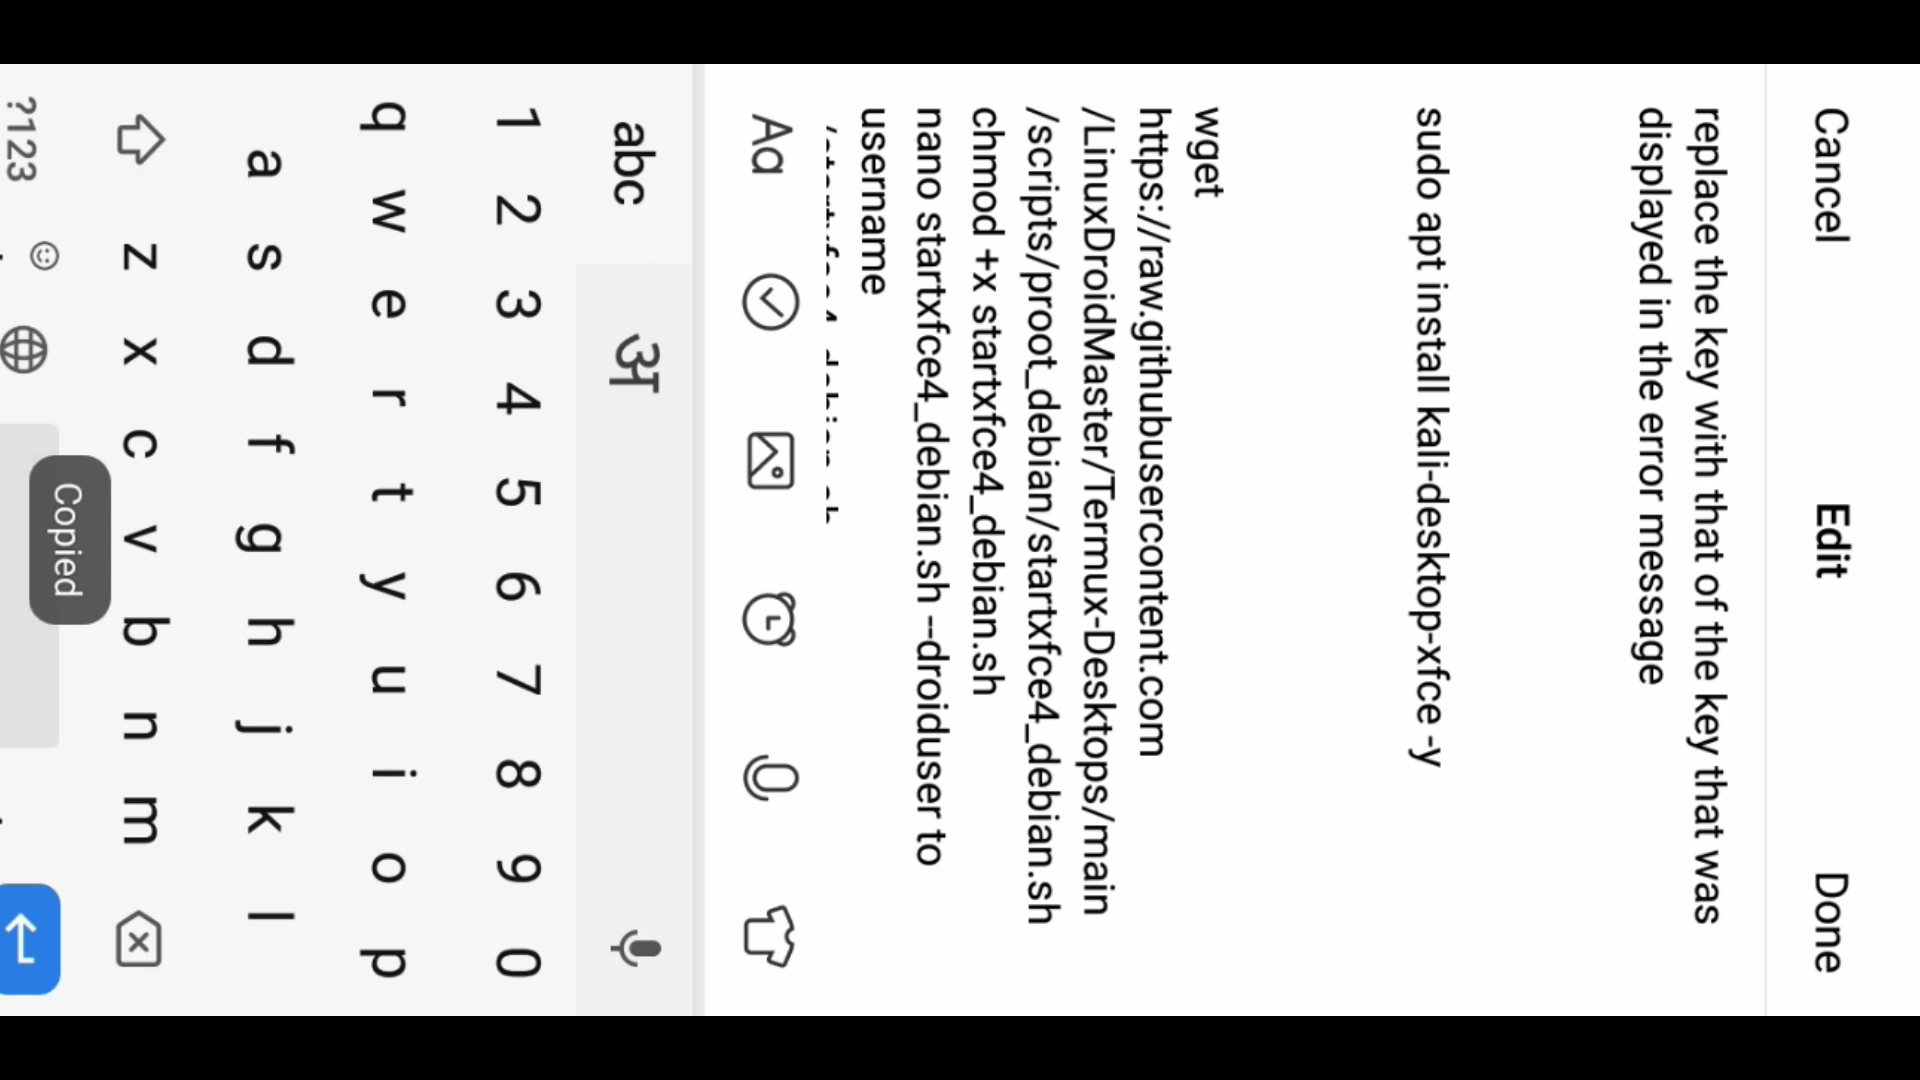 Cancel Edit Done
replace the key with that of the key that was
displayed in the error message
sudo apt install kali-desktop-xfce -y
wget
https://raw.githubusercontent.com
/LinuxDroidMaster/Termux-Desktops/main
/scripts/proot_debian/startxfce4_debian.sh
chmod +x startxfce4_debian.sh
nano startxfce4_debian.sh --droiduser to
username
Aa
abc अ
1 2 3 4 5 6 7 8 9 0
q w e r t y u i o p
a s d f g h j k l
z x c v b n m
Copied
?123